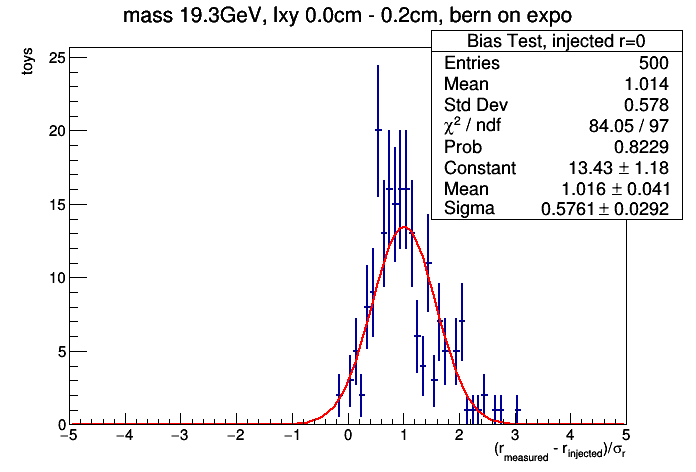 mass 19.3GeV, lxy 0.0cm - 0.2cm, bern on expo
Bias Test, injected r=0
Entries 500
Mean 1.014
Std Dev 0.578
χ² / ndf 84.05 / 97
Prob 0.8229
Constant 13.43 ± 1.18
Mean 1.016 ± 0.041
Sigma 0.5761 ± 0.0292
toys
25
20
15
10
5
0
−5 −4 −3 −2 −1 0 1 2 3 4 5
(r_measured - r_injected)/σ_r